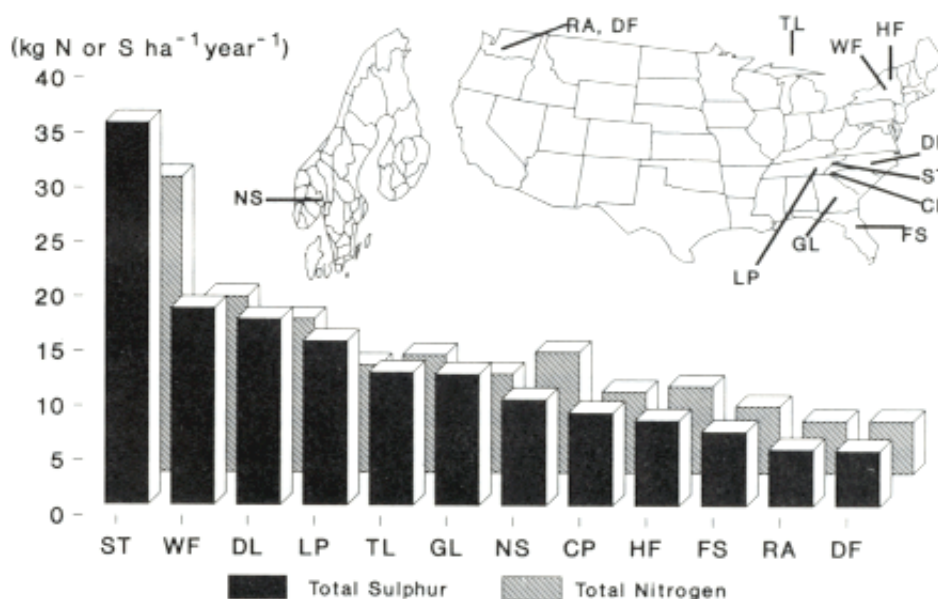 (kg N or S ha⁻¹ year⁻¹)
40
35
30
25
20
15
10
5
0
ST WF DL LP TL GL NS CP HF FS RA DF
Total Sulphur Total Nitrogen
NS
RA, DF
TL
WF
HF
FS
GL
LP